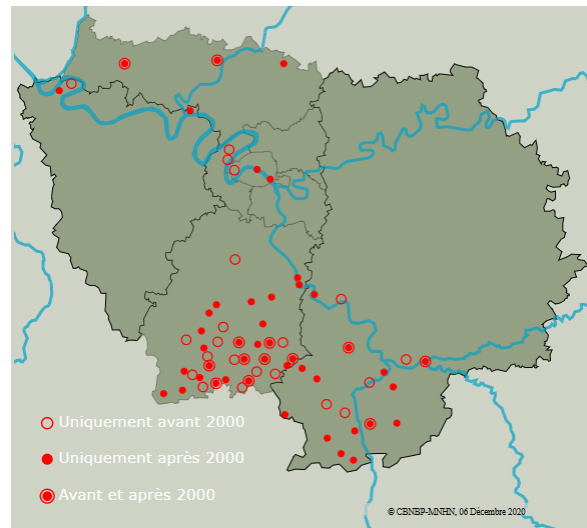 Uniquement avant 2000
Uniquement après 2000
Avant et après 2000
© CBNBP-MNHN, 06 Décembre 2020